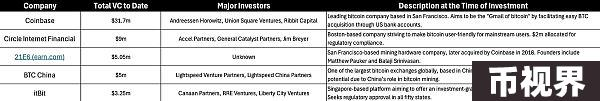 Company Total VC to Date Major Investors Description at the Time of Investment
Coinbase $31.7m Andreessen Horowitz, Union Square Ventures, Ribbit Capital
Leading bitcoin company based in San Francisco. Aims to be the "Gmail of bitcoin" by facilitating easy BTC
acquisition through US bank accounts.
Circle Internet Financial $9m Accel Partners, General Catalyst Partners, Jim Breyer
Boston-based company striving to make bitcoin user-friendly for mainstream users. $2m allocated for
regulatory compliance.
21E6 (earn.com) $5.05m Unknown
San Francisco-based mining hardware company, later acquired by Coinbase in 2018. Founders include
Matthew Pauker and Balaji Srinivasan.
BTC China $5m Lightspeed Venture Partners, Lightspeed China Partners
One of the largest bitcoin exchanges globally, based in
potential due to China's role in bitcoin mining.
itBit $3.25m Canaan Partners, RRE Ventures, Liberty City Ventures
Singapore-based platform aiming to offer an investment-
Seeks regulatory approval in all fifty states.
币视界